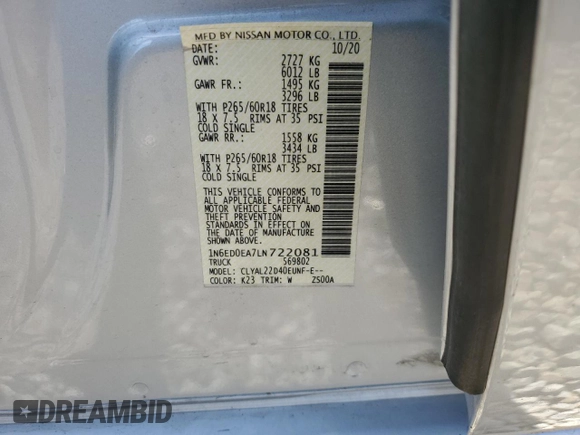 MFD BY NISSAN MOTOR CO., LTD.
DATE: 10/20
GVWR: 2727 KG
6012 LB
GAWR FR.: 1495 KG
3296 LB
WITH P265/60R18 TIRES
18 X 7.5 RIMS AT 35 PSI
COLD SINGLE
GAWR RR.: 1558 KG
3434 LB
WITH P265/60R18 TIRES
18 X 7.5 RIMS AT 35 PSI
COLD SINGLE
THIS VEHICLE CONFORMS TO
ALL APPLICABLE FEDERAL
MOTOR VEHICLE SAFETY AND
THEFT PREVENTION
STANDARDS IN EFFECT ON
THE DATE OF MANUFACTURE
SHOWN ABOVE.
1N6ED0EA7LN722081
TRUCK 569802
MODEL: CLYAL22D40EUNF-E--
COLOR: K23 TRIM: W ZS00A
DREAMBID